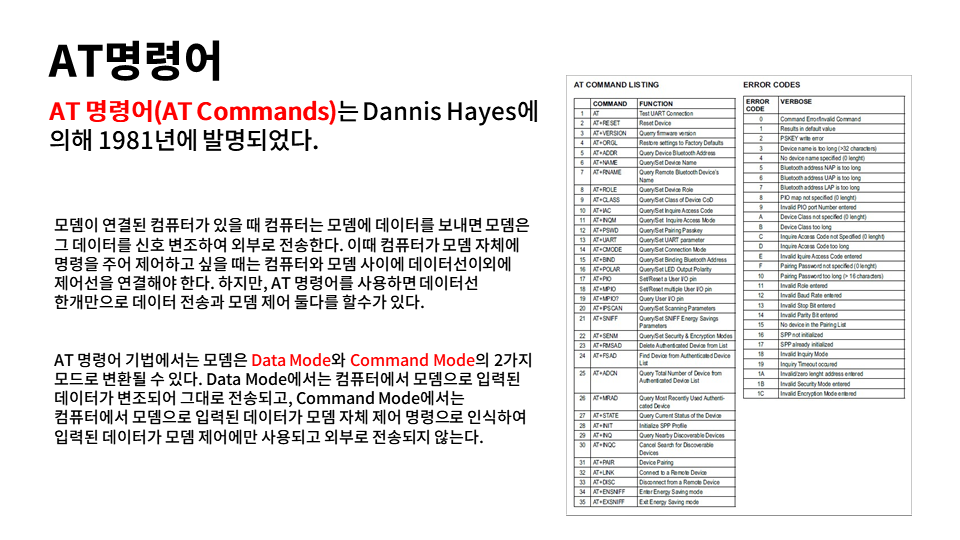 AT명령어
AT 명령어(AT Commands)는 Dannis Hayes에
의해 1981년에 발명되었다.
모뎀이 연결된 컴퓨터가 있을 때 컴퓨터는 모뎀에 데이터를 보내면 모뎀은
그 데이터를 신호 변조하여 외부로 전송한다. 이때 컴퓨터가 모뎀 자체에
명령을 주어 제어하고 싶을 때는 컴퓨터와 모뎀 사이에 데이터선이외에
제어선을 연결해야 한다. 하지만, AT 명령어를 사용하면 데이터선
한개만으로 데이터 전송과 모뎀 제어 둘다를 할수가 있다.
AT 명령어 기법에서는 모뎀은 Data Mode와 Command Mode의 2가지
모드로 변환될 수 있다. Data Mode에서는 컴퓨터에서 모뎀으로 입력된
데이터가 변조되어 그대로 전송되고, Command Mode에서는
컴퓨터에서 모뎀으로 입력된 데이터가 모뎀 자체 제어 명령으로 인식하여
입력된 데이터가 모뎀 제어에만 사용되고 외부로 전송되지 않는다.
AT COMMAND LISTING
COMMAND FUNCTION
1 AT Test UART Connection
2 AT+RESET Reset Device
3 AT+VERSION Querry firmware version
4 AT+ORGL Restore settings to Factory Defaults
5 AT+ADDR Query Device Bluetooth Address
6 AT+NAME Query/Set Device Name
7 AT+RNAME Query Remote Bluetooth Device's
Name
8 AT+ROLE Query/Set Device Role
9 AT+CLASS Query/Set Class of Device CoD
10 AT+IAC Query/Set Inquire Access Code
11 AT+INQM Query/Set Inquire Access Mode
12 AT+PSWD Query/Set Pairing Passkey
13 AT+UART Query/Set UART parameter
14 AT+CMODE Query/Set Connection Mode
15 AT+BIND Query/Set Binding Bluetooth Address
16 AT+POLAR Query/Set LED Output Polarity
17 AT+PIO Set/Reset a User I/O pin
18 AT+MPIO Set/Reset multiple User I/O pin
19 AT+MPIO? Query User I/O pin
20 AT+IPSCAN Query/Set Scanning Parameters
21 AT+SNIFF Query/Set SNIFF Energy Savings
Parameters
22 AT+SENM Query/Set Security & Encryption Modes
23 AT+RMSAD Delete Authenticated Device from List
24 AT+FSAD Find Device from Authenticated Device
List
25 AT+ADCN Query Total Number of Device from
Authenticated Device List
26 AT+MRAD Query Most Recently Used Authenti-
cated Device
27 AT+STATE Query Current Status of the Device
28 AT+INIT Initialize SPP Profile
29 AT+INQ Query Nearby Discoverable Devices
30 AT+INQC Cancel Search for Discoverable
Devices
31 AT+PAIR Device Pairing
32 AT+LINK Connect to a Remote Device
33 AT+DISC Disconnect from a Remote Device
34 AT+ENSNIFF Enter Energy Saving mode
35 AT+EXSNIFF Exit Energy Saving mode
ERROR CODES
ERROR VERBOSE
CODE
0 Command Error/Invalid Command
1 Results in default value
2 PSKEY write error
3 Device name is too long (>32 characters)
4 No device name specified (0 lenght)
5 Bluetooth address NAP is too long
6 Bluetooth address UAP is too long
7 Bluetooth address LAP is too long
8 PIO map not specified (0 lenght)
9 Invalid PIO port Number entered
A Device Class not specified (0 lenght)
B Device Class too long
C Inquire Access Code not Specified (0 lenght)
D Inquire Access Code too long
E Invalid Iquire Access Code entered
F Pairing Password not specified (0 lenght)
10 Pairing Password too long (> 16 characters)
11 Invalid Role entered
12 Invalid Baud Rate entered
13 Invalid Stop Bit entered
14 Invalid Parity Bit entered
15 No device in the Pairing List
16 SPP not initialized
17 SPP already initialized
18 Invalid Inquiry Mode
19 Inquiry Timeout occured
1A Invalid/zero lenght address entered
1B Invalid Security Mode entered
1C Invalid Encryption Mode entered